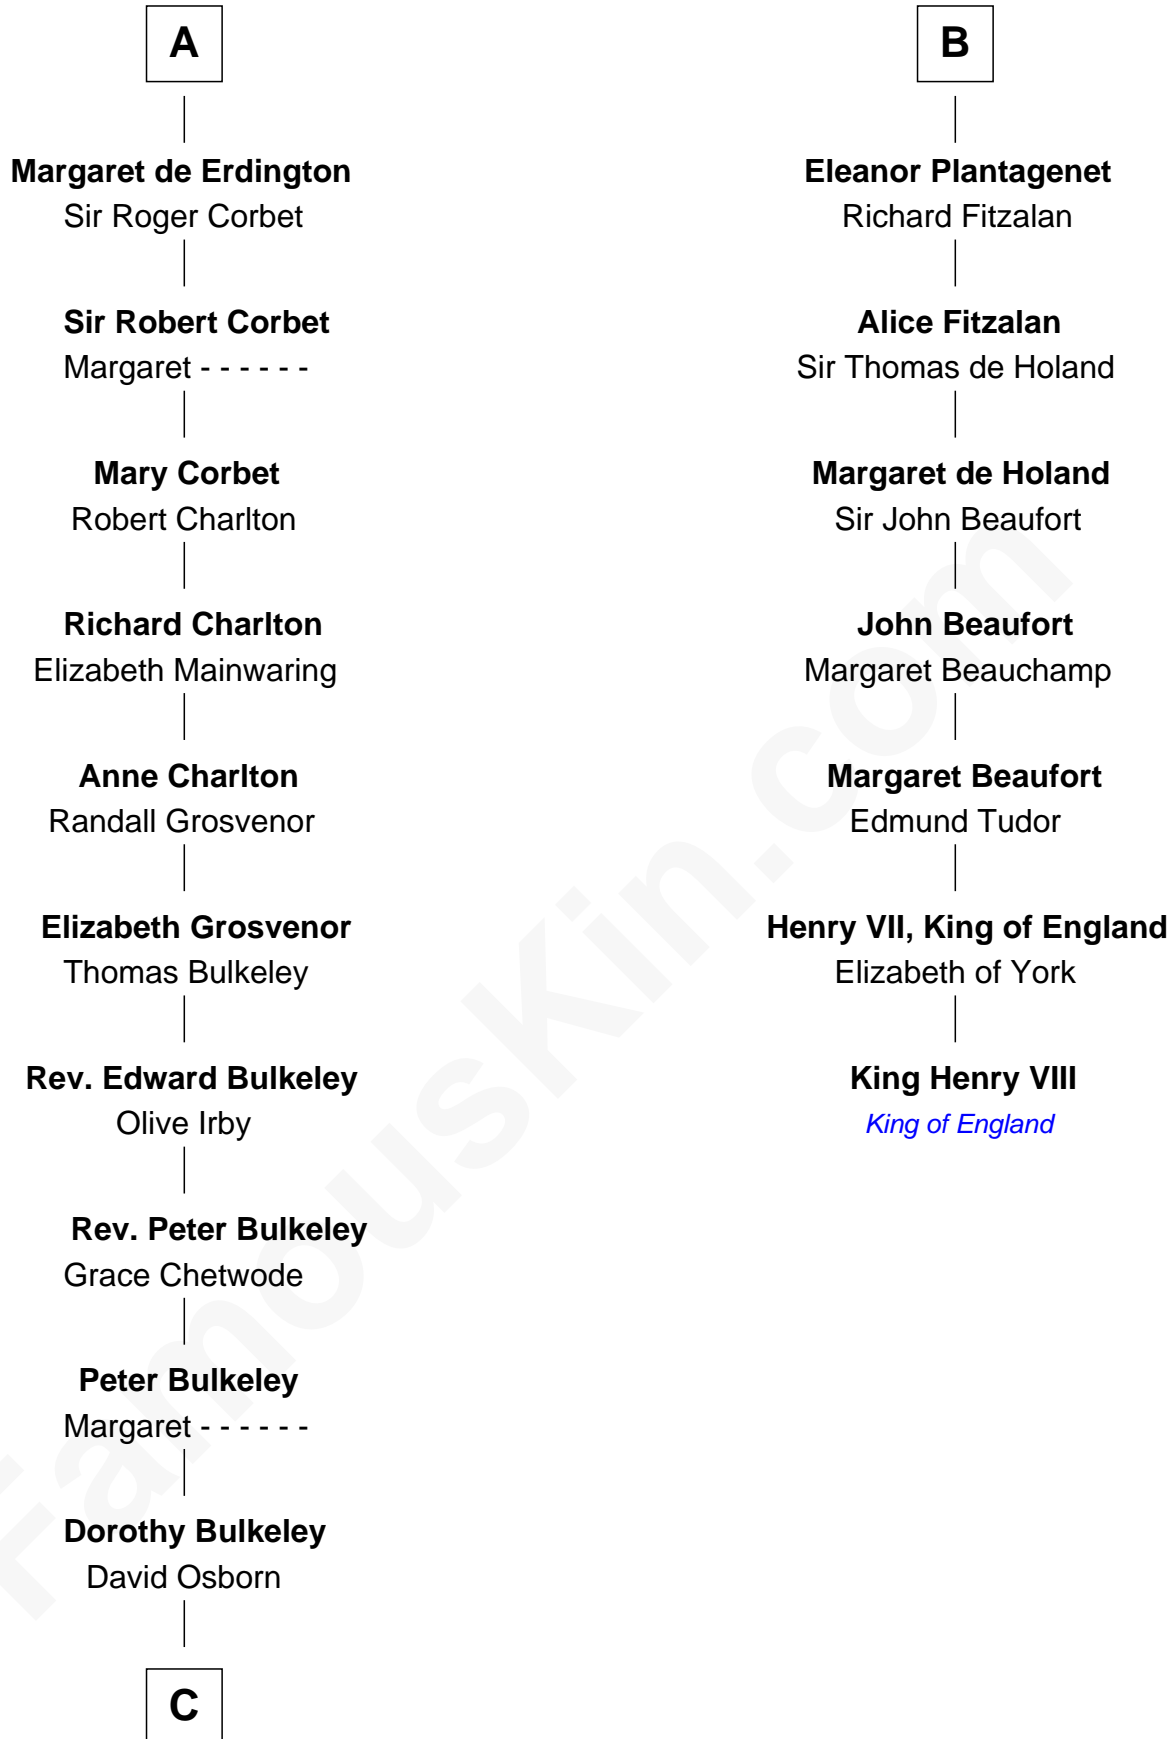 A
Margaret de Erdington
Sir Roger Corbet
Sir Robert Corbet
Margaret - - - - - -
Mary Corbet
Robert Charlton
Richard Charlton
Elizabeth Mainwaring
Anne Charlton
Randall Grosvenor
Elizabeth Grosvenor
Thomas Bulkeley
Rev. Edward Bulkeley
Olive Irby
Rev. Peter Bulkeley
Grace Chetwode
Peter Bulkeley
Margaret - - - - - -
Dorothy Bulkeley
David Osborn
C
B
Eleanor Plantagenet
Richard Fitzalan
Alice Fitzalan
Sir Thomas de Holand
Margaret de Holand
Sir John Beaufort
John Beaufort
Margaret Beauchamp
Margaret Beaufort
Edmund Tudor
Henry VII, King of England
Elizabeth of York
King Henry VIII
King of England
FamousKin.com